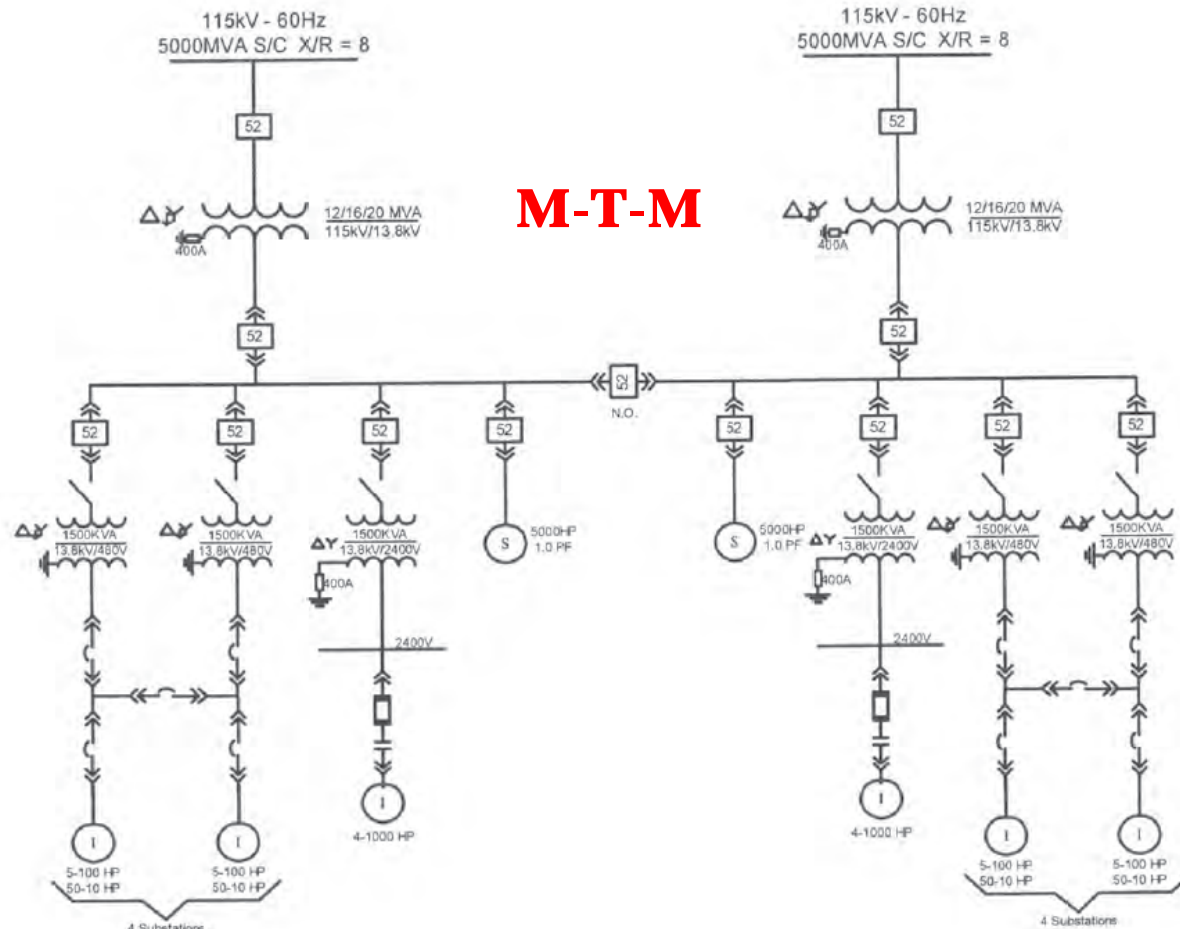 115kV - 60Hz
5000MVA S/C X/R = 8
115kV - 60Hz
5000MVA S/C X/R = 8
52
52
M-T-M
12/16/20 MVA
115kV/13.8kV
400A
12/16/20 MVA
115kV/13.8kV
400A
52
52
52
N.O.
52
52
52
52
52
52
52
52
1500KVA
13.8kV/480V
1500KVA
13.8kV/480V
1500KVA
13.8kV/2400V
400A
S
5000HP
1.0 PF
S
5000HP
1.0 PF
1500KVA
13.8kV/2400V
400A
1500KVA
13.8kV/480V
1500KVA
13.8kV/480V
2400V
2400V
I
4-1000 HP
I
4-1000 HP
I
5-100 HP
50-10 HP
I
5-100 HP
50-10 HP
I
5-100 HP
50-10 HP
I
5-100 HP
50-10 HP
4 Substations
4 Substations